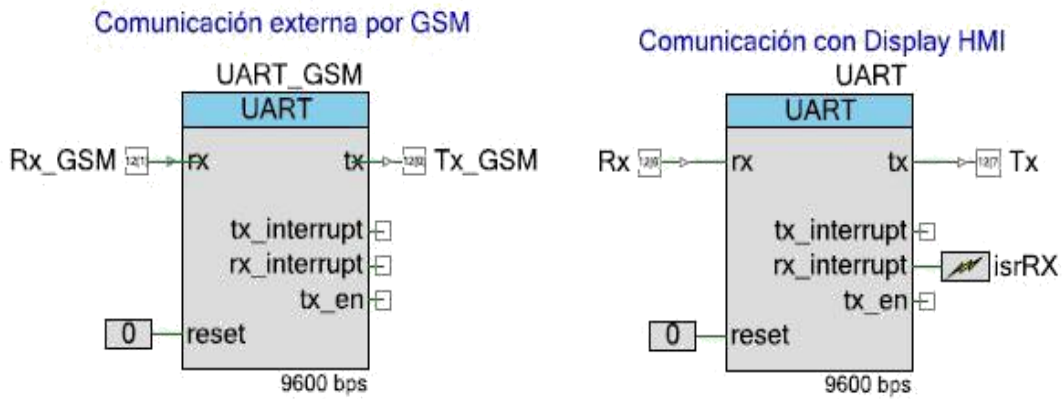 Comunicación externa por GSM
UART_GSM
UART
Rx_GSM
rx
tx
Tx_GSM
tx_interrupt
rx_interrupt
tx_en
0
reset
9600 bps
Comunicación con Display HMI
UART
UART
Rx
rx
tx
Tx
tx_interrupt
rx_interrupt
isrRX
tx_en
0
reset
9600 bps